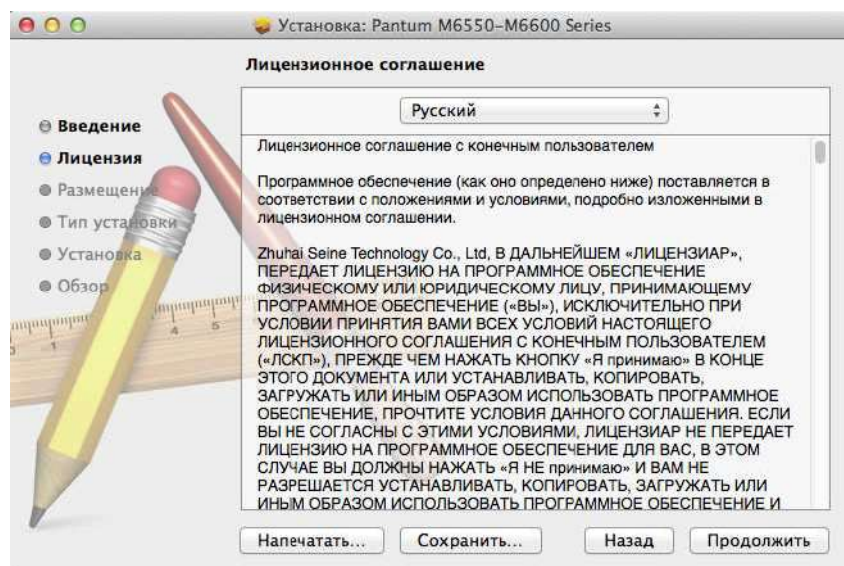 Установка: Pantum M6550-M6600 Series
Лицензионное соглашение
Введение
Лицензия
Размещение
Тип установки
Установка
Обзор
Русский
Лицензионное соглашение с конечным пользователем
Программное обеспечение (как оно определено ниже) поставляется в
соответствии с положениями и условиями, подробно изложенными в
лицензионном соглашении.
Zhuhai Seine Technology Co., Ltd, В ДАЛЬНЕЙШЕМ «ЛИЦЕНЗИАР»,
ПЕРЕДАЕТ ЛИЦЕНЗИЮ НА ПРОГРАММНОЕ ОБЕСПЕЧЕНИЕ
ФИЗИЧЕСКОМУ ИЛИ ЮРИДИЧЕСКОМУ ЛИЦУ, ПРИНИМАЮЩЕМУ
ПРОГРАММНОЕ ОБЕСПЕЧЕНИЕ («ВЫ»), ИСКЛЮЧИТЕЛЬНО ПРИ
УСЛОВИИ ПРИНЯТИЯ ВАМИ ВСЕХ УСЛОВИЙ НАСТОЯЩЕГО
ЛИЦЕНЗИОННОГО СОГЛАШЕНИЯ С КОНЕЧНЫМ ПОЛЬЗОВАТЕЛЕМ
(«ЛСКП»), ПРЕЖДЕ ЧЕМ НАЖАТЬ КНОПКУ «Я принимаю» В КОНЦЕ
ЭТОГО ДОКУМЕНТА ИЛИ УСТАНАВЛИВАТЬ, КОПИРОВАТЬ,
ЗАГРУЖАТЬ ИЛИ ИНЫМ ОБРАЗОМ ИСПОЛЬЗОВАТЬ ПРОГРАММНОЕ
ОБЕСПЕЧЕНИЕ, ПРОЧТИТЕ УСЛОВИЯ ДАННОГО СОГЛАШЕНИЯ. ЕСЛИ
ВЫ НЕ СОГЛАСНЫ С ЭТИМИ УСЛОВИЯМИ, ЛИЦЕНЗИАР НЕ ПЕРЕДАЕТ
ЛИЦЕНЗИЮ НА ПРОГРАММНОЕ ОБЕСПЕЧЕНИЕ ДЛЯ ВАС, В ЭТОМ
СЛУЧАЕ ВЫ ДОЛЖНЫ НАЖАТЬ «Я НЕ принимаю» И ВАМ НЕ
РАЗРЕШАЕТСЯ УСТАНАВЛИВАТЬ, КОПИРОВАТЬ, ЗАГРУЖАТЬ ИЛИ
ИНЫМ ОБРАЗОМ ИСПОЛЬЗОВАТЬ ПРОГРАММНОЕ ОБЕСПЕЧЕНИЕ И
Напечатать... Сохранить... Назад Продолжить